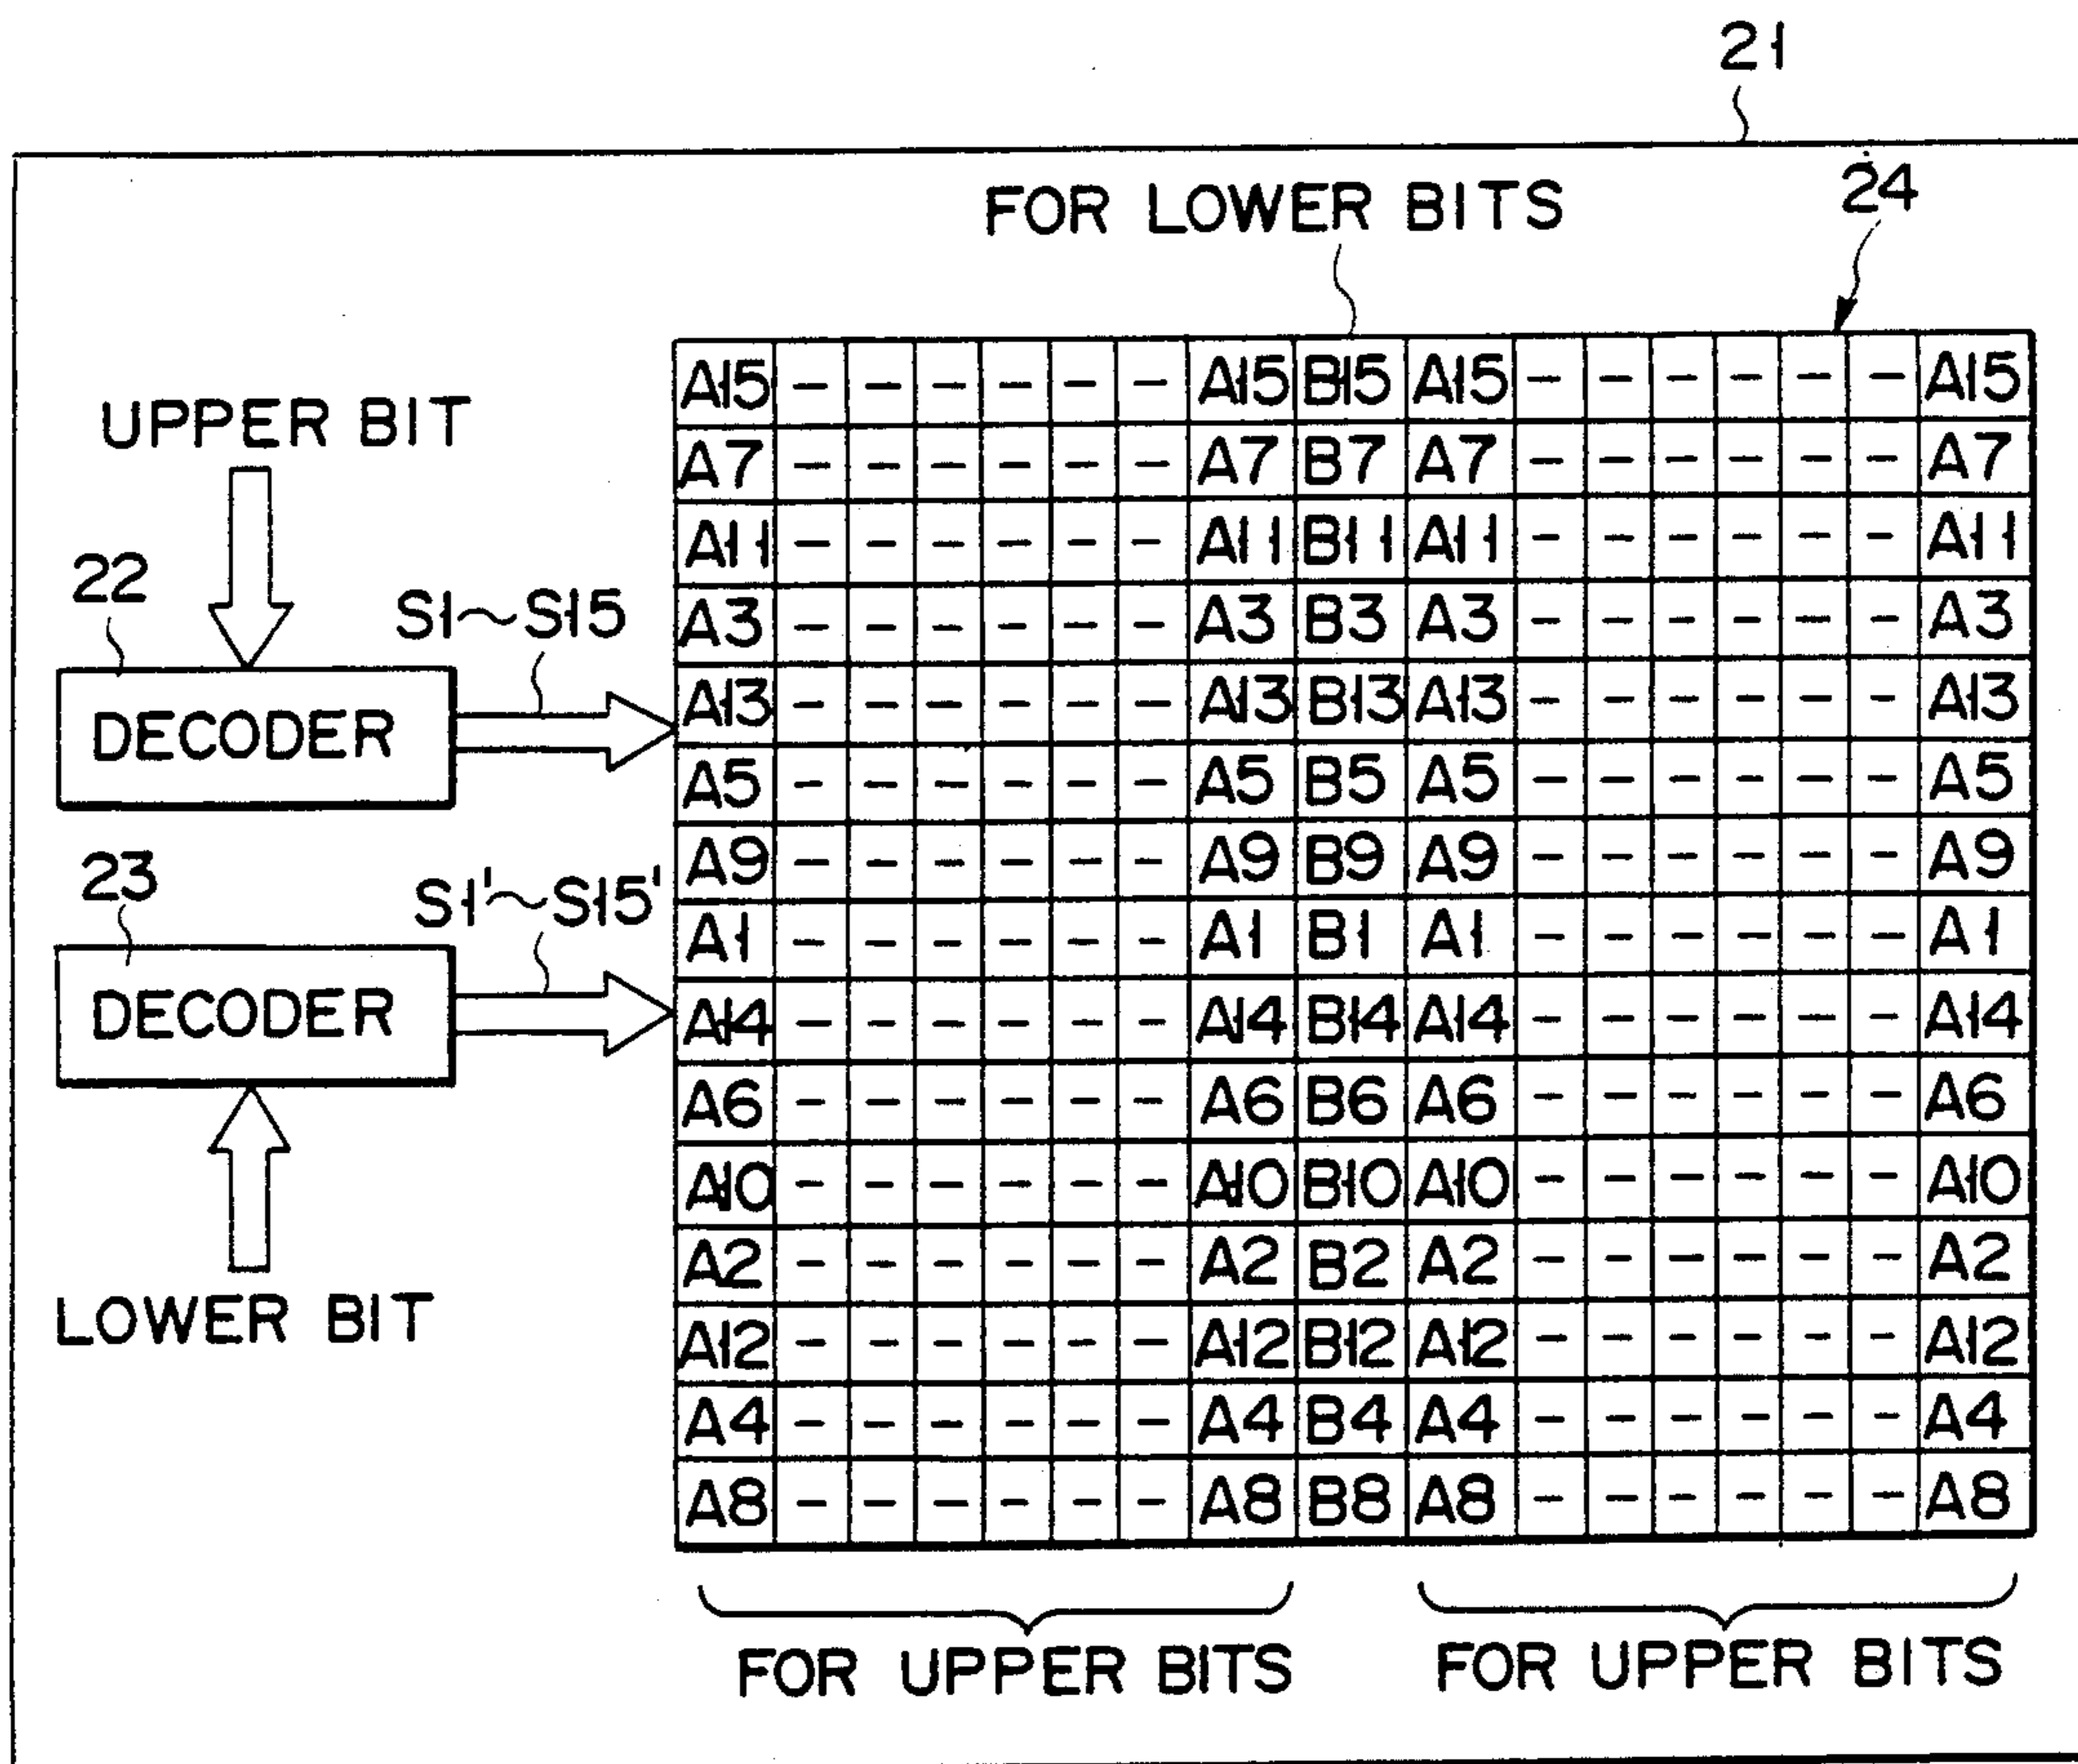 21
FOR LOWER BITS
24
UPPER BIT
22
S1~S15
DECODER
23
S1'~S15'
DECODER
LOWER BIT
A15 - - - - - - A15 B15 A15 - - - - - - A15
A7 - - - - - - A7 B7 A7 - - - - - - A7
A11 - - - - - - A11 B11 A11 - - - - - - A11
A3 - - - - - - A3 B3 A3 - - - - - - A3
A13 - - - - - - A13 B13 A13 - - - - - - A13
A5 - - - - - - A5 B5 A5 - - - - - - A5
A9 - - - - - - A9 B9 A9 - - - - - - A9
A1 - - - - - - A1 B1 A1 - - - - - - A1
A14 - - - - - - A14 B14 A14 - - - - - - A14
A6 - - - - - - A6 B6 A6 - - - - - - A6
A10 - - - - - - A10 B10 A10 - - - - - - A10
A2 - - - - - - A2 B2 A2 - - - - - - A2
A12 - - - - - - A12 B12 A12 - - - - - - A12
A4 - - - - - - A4 B4 A4 - - - - - - A4
A8 - - - - - - A8 B8 A8 - - - - - - A8
FOR UPPER BITS
FOR UPPER BITS